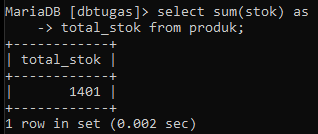 MariaDB [dbtugas]> select sum(stok) as
    -> total_stok from produk;
+------------+
| total_stok |
+------------+
|       1401 |
+------------+
1 row in set (0.002 sec)